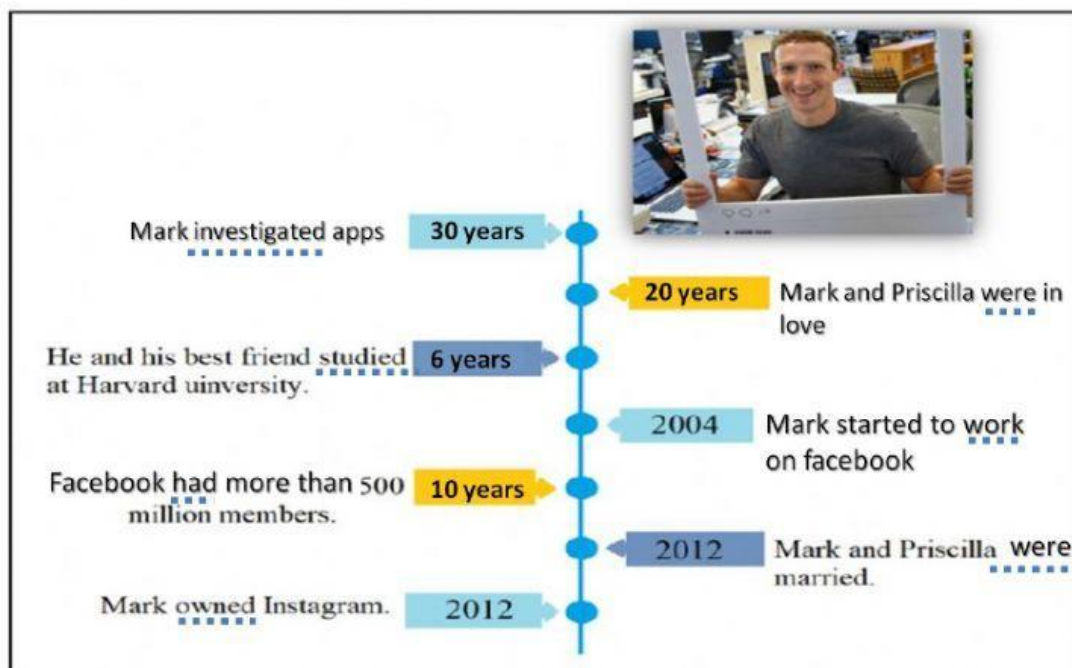 Mark investigated apps
30 years
20 years
Mark and Priscilla were in
love
He and his best friend studied
at Harvard uinversity.
6 years
2004
Mark started to work
on facebook
Facebook had more than 500
million members.
10 years
2012
Mark and Priscilla were
married.
Mark owned Instagram.
2012